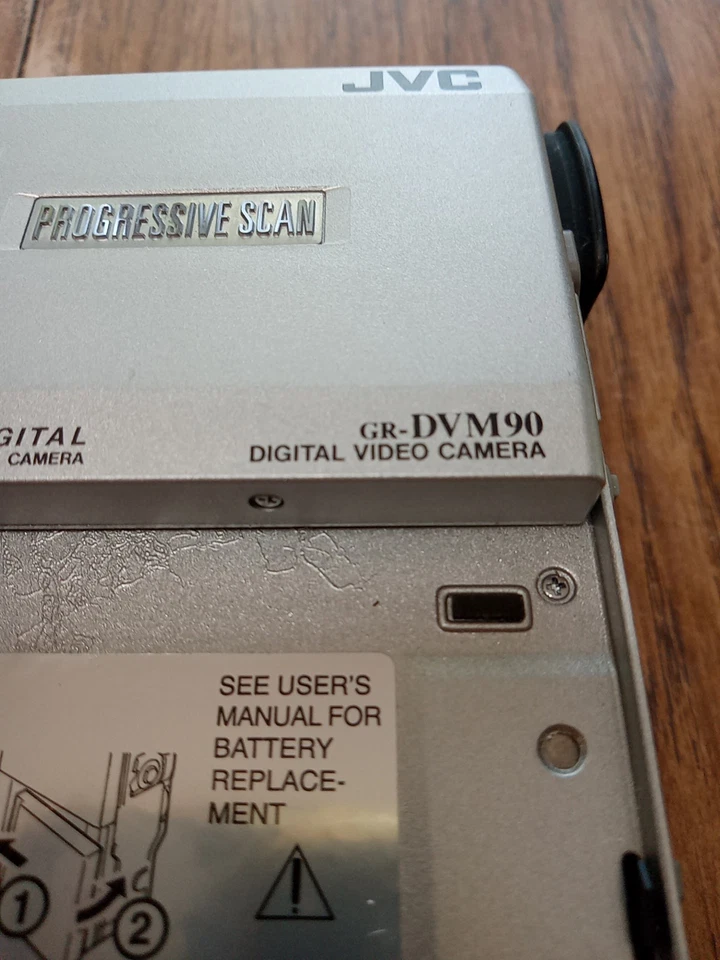 JVC
PROGRESSIVE SCAN
GITAL
CAMERA
GR-DVM90
DIGITAL VIDEO CAMERA
SEE USER'S
MANUAL FOR
BATTERY
REPLACE-
MENT
!
1
2